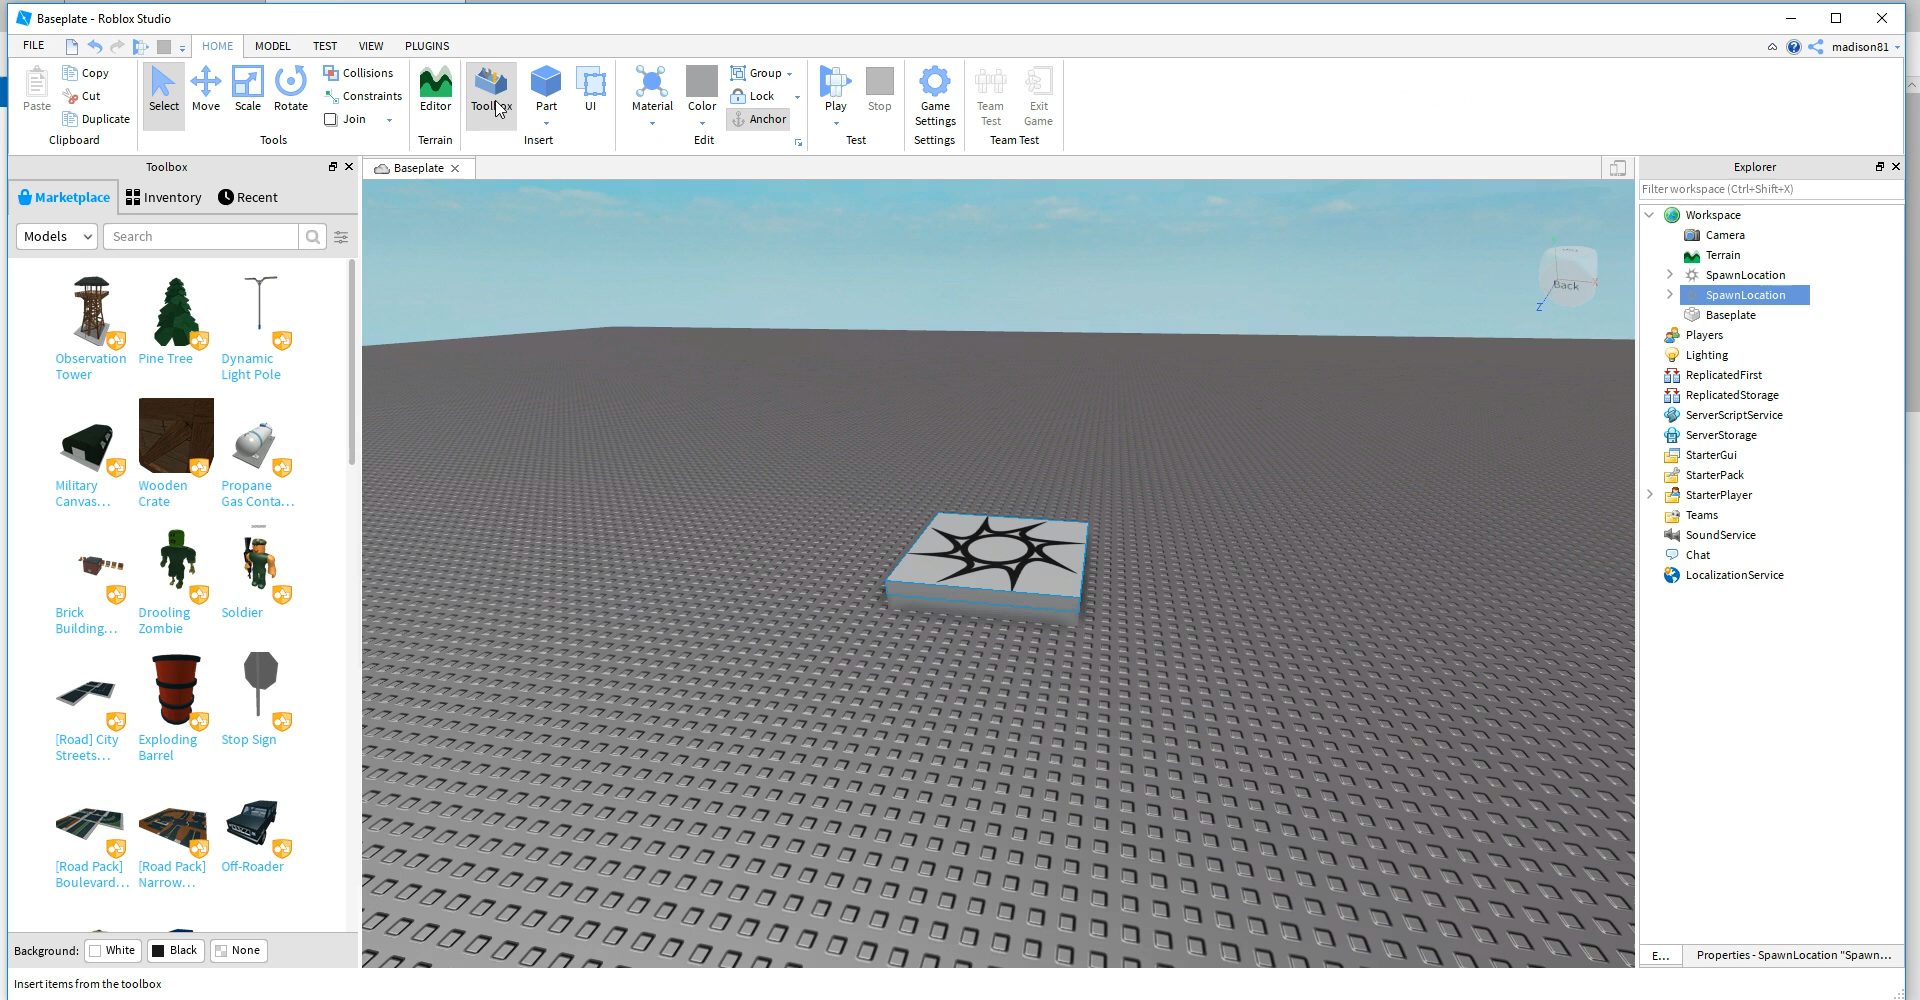 Baseplate - Roblox Studio
FILE HOME MODEL TEST VIEW PLUGINS madison81
Paste Copy Cut Duplicate
Select Move Scale Rotate Collisions Constraints Join
Editor Toolbox Part UI
Material Color Group Lock Anchor
Play Stop Game Settings Team Test Exit Game
Clipboard Tools Terrain Insert Edit Test Settings Team Test
Toolbox
Marketplace Inventory Recent
Models Search
Observation Tower
Pine Tree
Dynamic Light Pole
Military Canvas...
Wooden Crate
Propane Gas Conta...
Brick Building...
Drooling Zombie
Soldier
[Road] City Streets...
Exploding Barrel
Stop Sign
[Road Pack] Boulevard...
[Road Pack] Narrow...
Off-Roader
Background: White Black None
Insert items from the toolbox
Baseplate
Back
X
Z
Explorer
Filter workspace (Ctrl+Shift+X)
Workspace
Camera
Terrain
SpawnLocation
SpawnLocation
Baseplate
Players
Lighting
ReplicatedFirst
ReplicatedStorage
ServerScriptService
ServerStorage
StarterGui
StarterPack
StarterPlayer
Teams
SoundService
Chat
LocalizationService
E... Properties - SpawnLocation "Spawn...